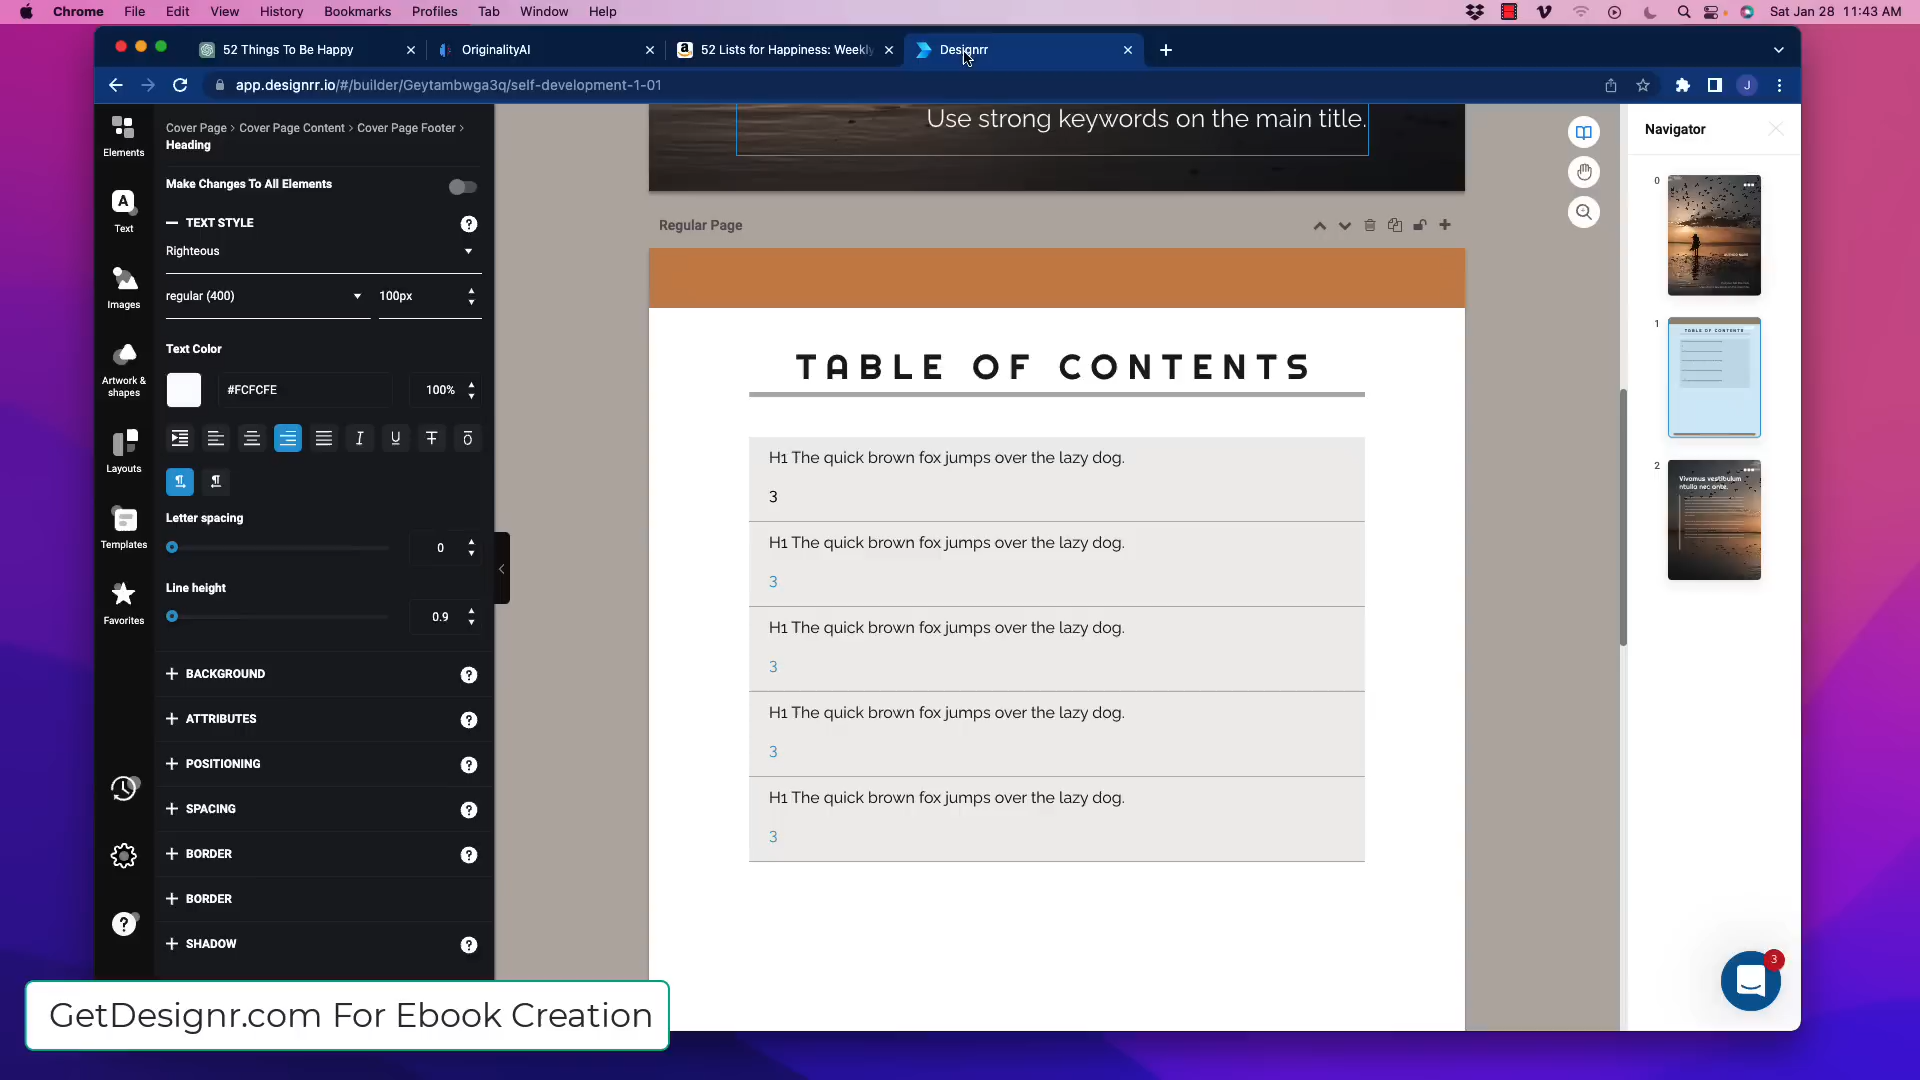 Chrome File Edit View History Bookmarks Profiles Tab Window Help Sat Jan 28 11:43 AM
52 Things To Be Happy
OriginalityAI
52 Lists for Happiness: Weekly
Designrr
app.designrr.io/#/builder/Geytambwga3q/self-development-1-01
J
Elements
Text
Images
Artwork & shapes
Layouts
Templates
Favorites
Cover Page > Cover Page Content > Cover Page Footer >
Heading
Make Changes To All Elements
TEXT STYLE
Righteous
regular (400)
100px
Text Color
#FCFCFE
100%
Letter spacing
0
Line height
0.9
BACKGROUND
ATTRIBUTES
POSITIONING
SPACING
BORDER
BORDER
SHADOW
Use strong keywords on the main title.
Regular Page
TABLE OF CONTENTS
H1 The quick brown fox jumps over the lazy dog.
3
H1 The quick brown fox jumps over the lazy dog.
3
H1 The quick brown fox jumps over the lazy dog.
3
H1 The quick brown fox jumps over the lazy dog.
3
H1 The quick brown fox jumps over the lazy dog.
3
Navigator
0
1
TABLE OF CONTENTS
2
Vivamus vestibulum
ntulla nec ante.
3
GetDesignr.com For Ebook Creation